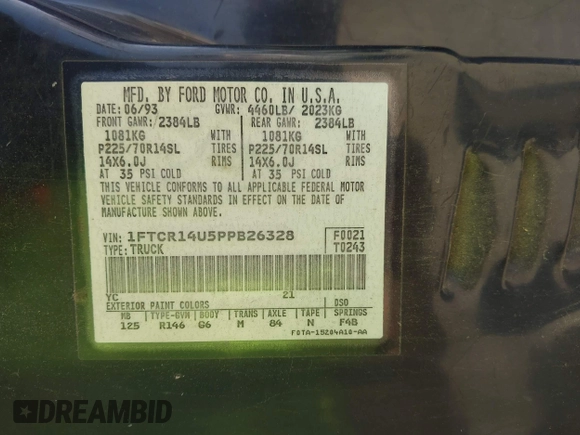 MFD. BY FORD MOTOR CO. IN U.S.A.
DATE: 06/93 GVWR: 4460LB/ 2023KG
FRONT GAWR: 2384LB REAR GAWR: 2384LB
1081KG WITH 1081KG WITH
P225/70R14SL TIRES P225/70R14SL TIRES
14X6.0J RIMS 14X6.0J RIMS
AT 35 PSI COLD AT 35 PSI COLD
THIS VEHICLE CONFORMS TO ALL APPLICABLE FEDERAL MOTOR
VEHICLE SAFETY STANDARDS IN EFFECT ON THE DATE OF
MANUFACTURE SHOWN ABOVE.
VIN: 1FTCR14U5PPB26328 F0021
TYPE: TRUCK T0243
YC 21
EXTERIOR PAINT COLORS DSO
WB TYPE-GVM BODY TRANS AXLE TAPE SPRINGS
125 R146 G6 M 84 N F4B
F0TA-15204A10-AA
DREAMBID